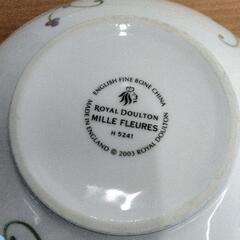 ENGLISH FINE BONE CHINA
ROYAL DOULTON
MILLE FLEURES
H 5241
MADE IN ENGLAND © 2003 ROYAL DOULTON